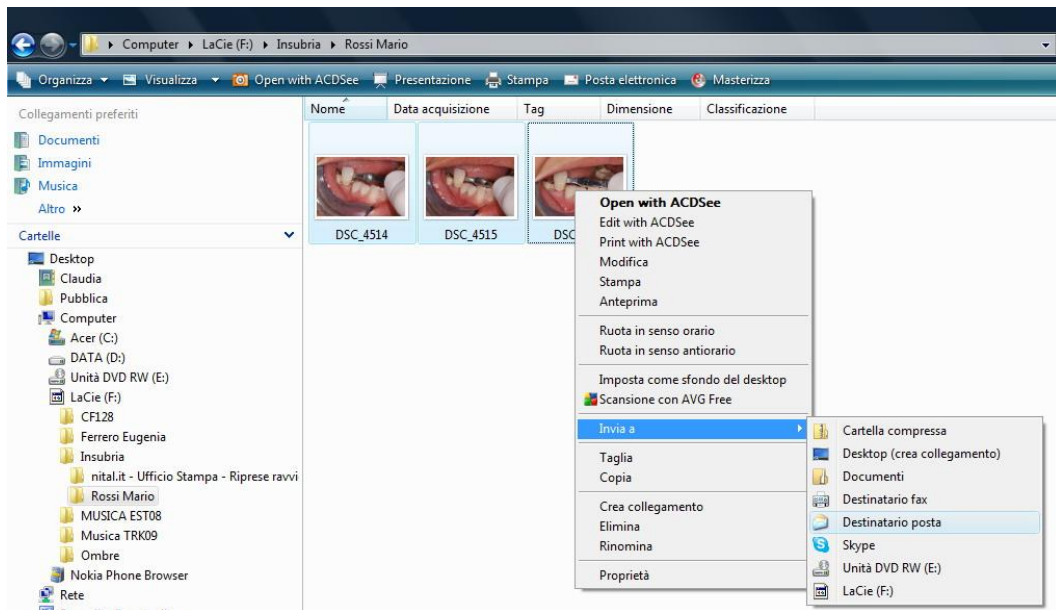 Computer LaCie (F:) Insubria Rossi Mario
Organizza Visualizza Open with ACDSee Presentazione Stampa Posta elettronica Masterizza
Collegamenti preferiti
Documenti
Immagini
Musica
Altro »
Cartelle
Desktop
Claudia
Pubblica
Computer
Acer (C:)
DATA (D:)
Unità DVD RW (E:)
LaCie (F:)
CF128
Ferrero Eugenia
Insubria
nital.it - Ufficio Stampa - Riprese ravvi
Rossi Mario
MUSICA EST08
Musica TRK09
Ombre
Nokia Phone Browser
Rete
Nome Data acquisizione Tag Dimensione Classificazione
DSC_4514 DSC_4515 DSC
Open with ACDSee
Edit with ACDSee
Print with ACDSee
Modifica
Stampa
Anteprima
Ruota in senso orario
Ruota in senso antiorario
Imposta come sfondo del desktop
Scansione con AVG Free
Invia a
Taglia
Copia
Crea collegamento
Elimina
Rinomina
Proprietà
Cartella compressa
Desktop (crea collegamento)
Documenti
Destinatario fax
Destinatario posta
Skype
Unità DVD RW (E:)
LaCie (F:)